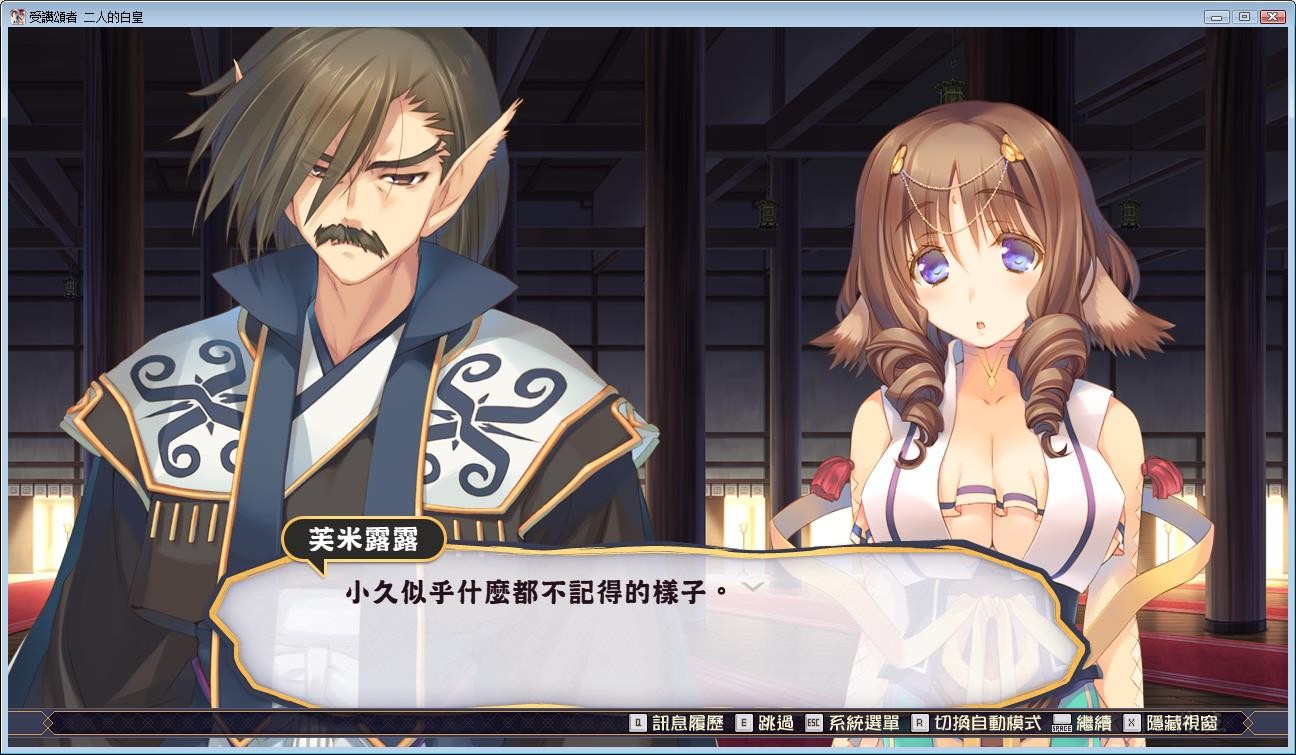 受讚頌者 二人的白皇
芙米露露
小久似乎什麼都不記得的樣子。
Q 訊息履歷 E 跳過 ESC 系統選單 R 切換自動模式 SPACE 繼續 X 隱藏視窗